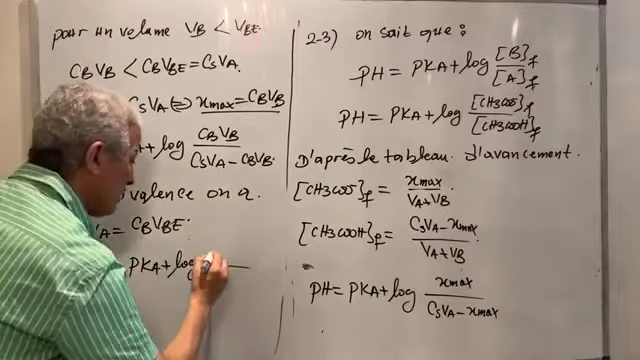 pour un volume VB < VBE.
CBVB < CBVBE = CsVA.
CsVA ⇒ xmax = CBVB
+ log CBVB / CsVA - CBVB
valence on a
A = CBVBE
PKA + log
2-3) on sait que :
PH = PKA + log [B]f / [A]f
PH = PKA + log [CH3COO-]f / [CH3COOH]f
D'après le tableau d'avancement.
[CH3COO-]f = xmax / VA + VB
[CH3COOH]f = CsVA - xmax / VA + VB
PH = PKA + log xmax / CsVA - xmax